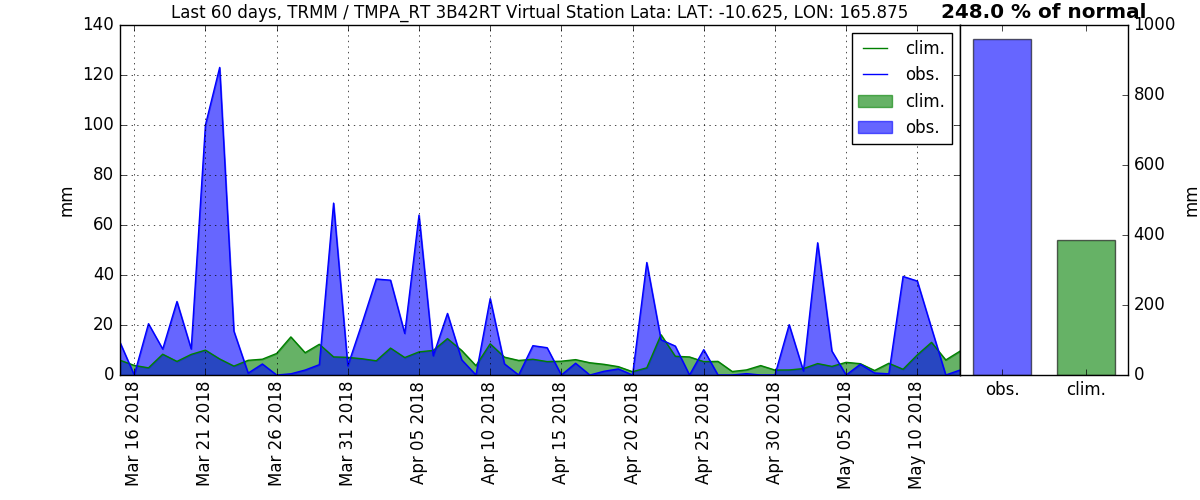 Last 60 days, TRMM / TMPA_RT 3B42RT Virtual Station Lata: LAT: -10.625, LON: 165.875
248.0 % of normal
mm
140
120
100
80
60
40
20
0
clim.
obs.
clim.
obs.
Mar 16 2018
Mar 21 2018
Mar 26 2018
Mar 31 2018
Apr 05 2018
Apr 10 2018
Apr 15 2018
Apr 20 2018
Apr 25 2018
Apr 30 2018
May 05 2018
May 10 2018
1000
800
600
400
200
0
mm
obs.
clim.